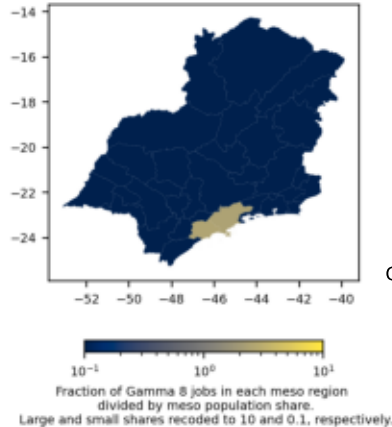 −14
−16
−18
−20
−22
−24
−52 −50 −48 −46 −44 −42 −40
10⁻¹ 10⁰ 10¹
Fraction of Gamma 8 jobs in each meso region
divided by meso population share.
Large and small shares recoded to 10 and 0.1, respectively.